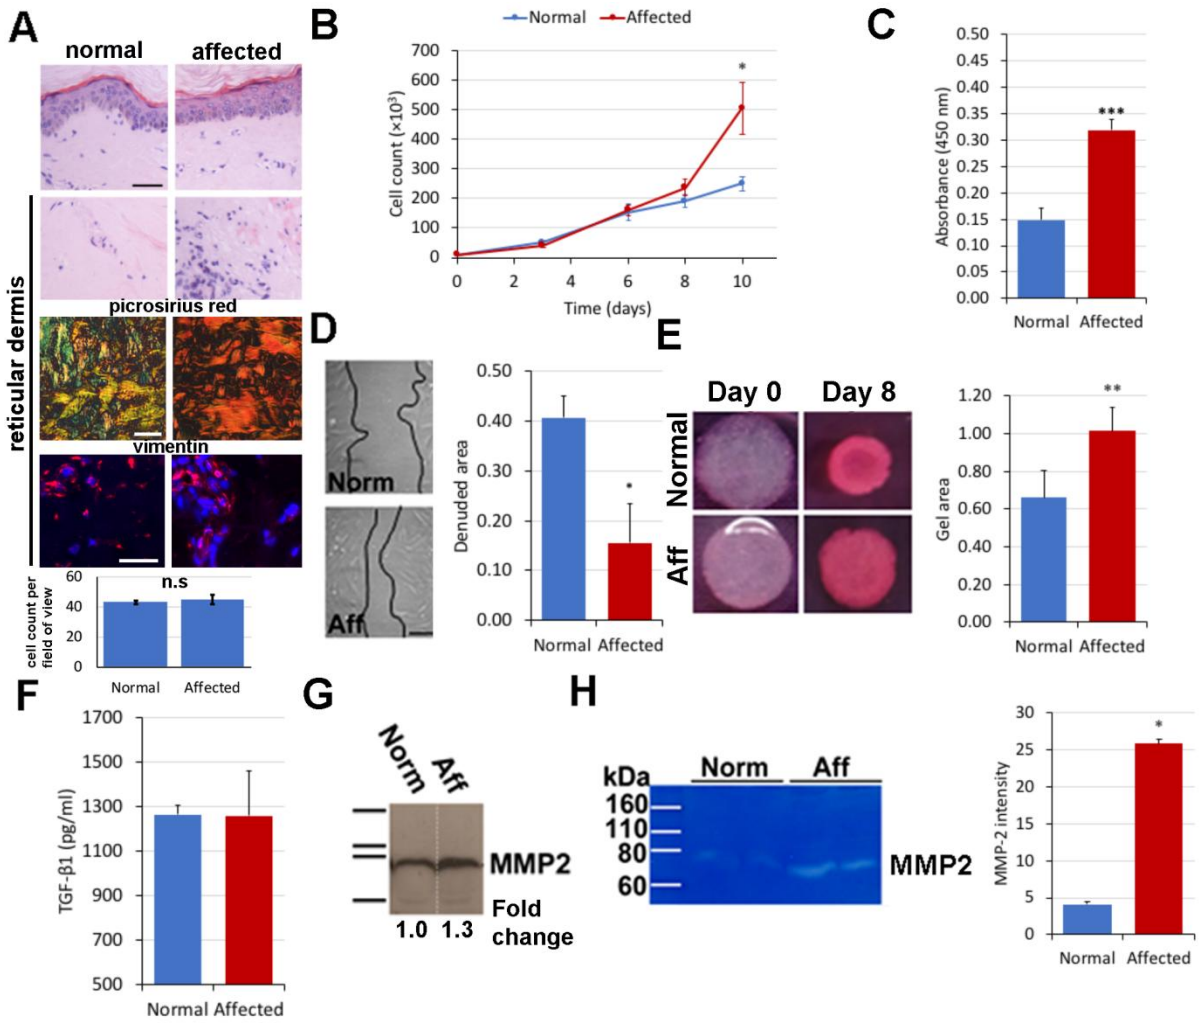 A
normal affected
reticular dermis
picrosirius red
vimentin
n.s
cell count per
field of view
60
40
20
0
Normal Affected
B
Normal Affected
Cell count (×10³)
700
600
500
400
300
200
100
0
*
0 2 4 6 8 10
Time (days)
C
Absorbance (450 nm)
0.50
0.45
0.40
0.35
0.30
0.25
0.20
0.15
0.10
0.05
0.00
***
Normal Affected
D
Norm
Aff
Denuded area
0.50
0.40
0.30
0.20
0.10
0.00
*
Normal Affected
E
Day 0 Day 8
Normal
Aff
Gel area
1.20
1.00
0.80
0.60
0.40
0.20
0.00
**
Normal Affected
F
TGF-β1 (pg/ml)
1700
1500
1300
1100
900
700
500
Normal Affected
G
Norm Aff
MMP2
1.0 1.3
Fold
change
H
kDa
Norm Aff
160
110
80
60
MMP2
MMP-2 intensity
30
25
20
15
10
5
0
*
Normal Affected